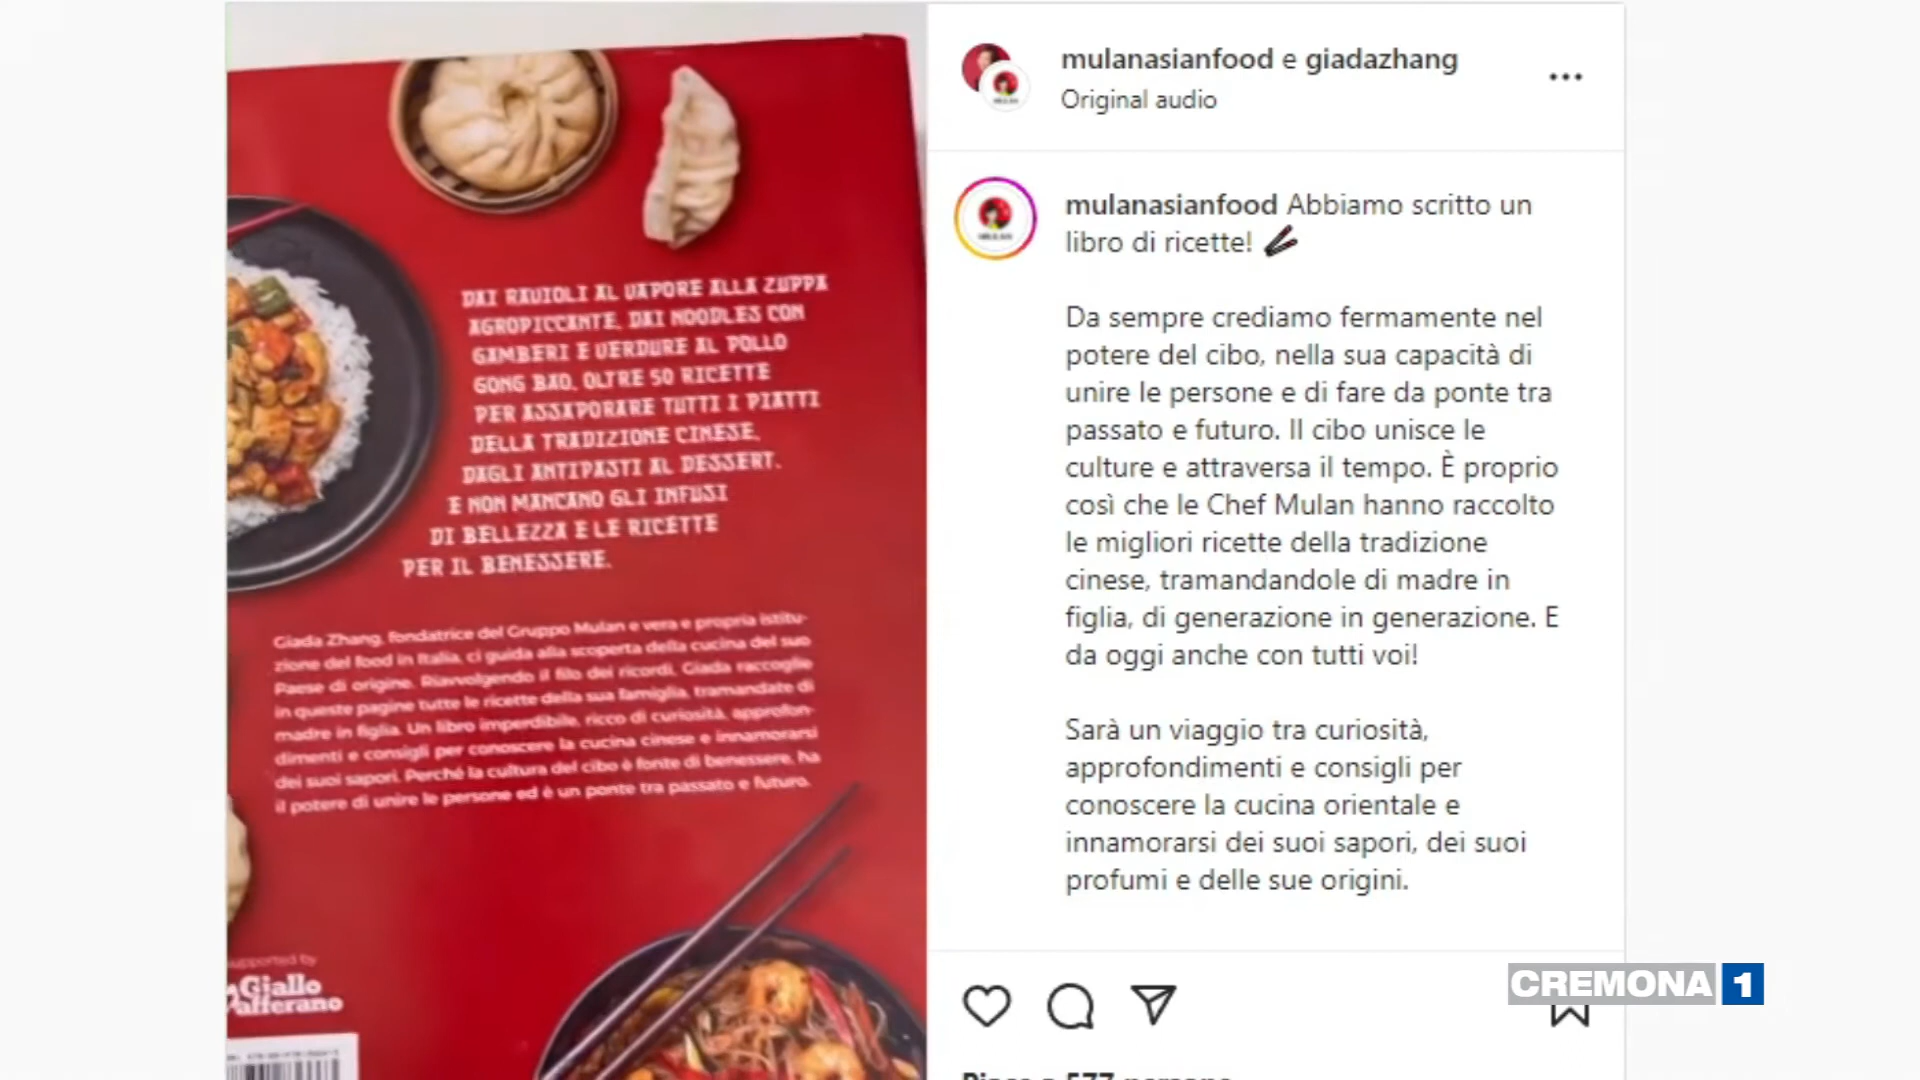 DAI RAVIOLI AL VAPORE ALLA ZUPPA
AGROPICCANTE, DAI NOODLES CON
GAMBERI E VERDURE AL POLLO
GONG BAO, OLTRE 50 RICETTE
PER ASSAPORARE TUTTI I PIATTI
DELLA TRADIZIONE CINESE,
DAGLI ANTIPASTI AL DESSERT.
E NON MANCANO GLI INFUSI
DI BELLEZZA E LE RICETTE
PER IL BENESSERE.
Giada Zhang, fondatrice del Gruppo Mulan e vera e propria istitu-
zione del food in Italia, ci guida alla scoperta della cucina del suo
Paese di origine. Riavvolgendo il filo dei ricordi, Giada raccoglie
in queste pagine tutte le ricette della sua famiglia, tramandate di
madre in figlia. Un libro imperdibile, ricco di curiosità, approfon-
dimenti e consigli per conoscere la cucina cinese e innamorarsi
dei suoi sapori. Perché la cultura del cibo è fonte di benessere, ha
il potere di unire le persone ed è un ponte tra passato e futuro.
supported by
Giallo
Zafferano
mulanasianfood e giadazhang
Original audio
mulanasianfood Abbiamo scritto un
libro di ricette! 🥢
Da sempre crediamo fermamente nel
potere del cibo, nella sua capacità di
unire le persone e di fare da ponte tra
passato e futuro. Il cibo unisce le
culture e attraversa il tempo. È proprio
così che le Chef Mulan hanno raccolto
le migliori ricette della tradizione
cinese, tramandandole di madre in
figlia, di generazione in generazione. E
da oggi anche con tutti voi!
Sarà un viaggio tra curiosità,
approfondimenti e consigli per
conoscere la cucina orientale e
innamorarsi dei suoi sapori, dei suoi
profumi e delle sue origini.
CREMONA 1
Piace a 577 persone